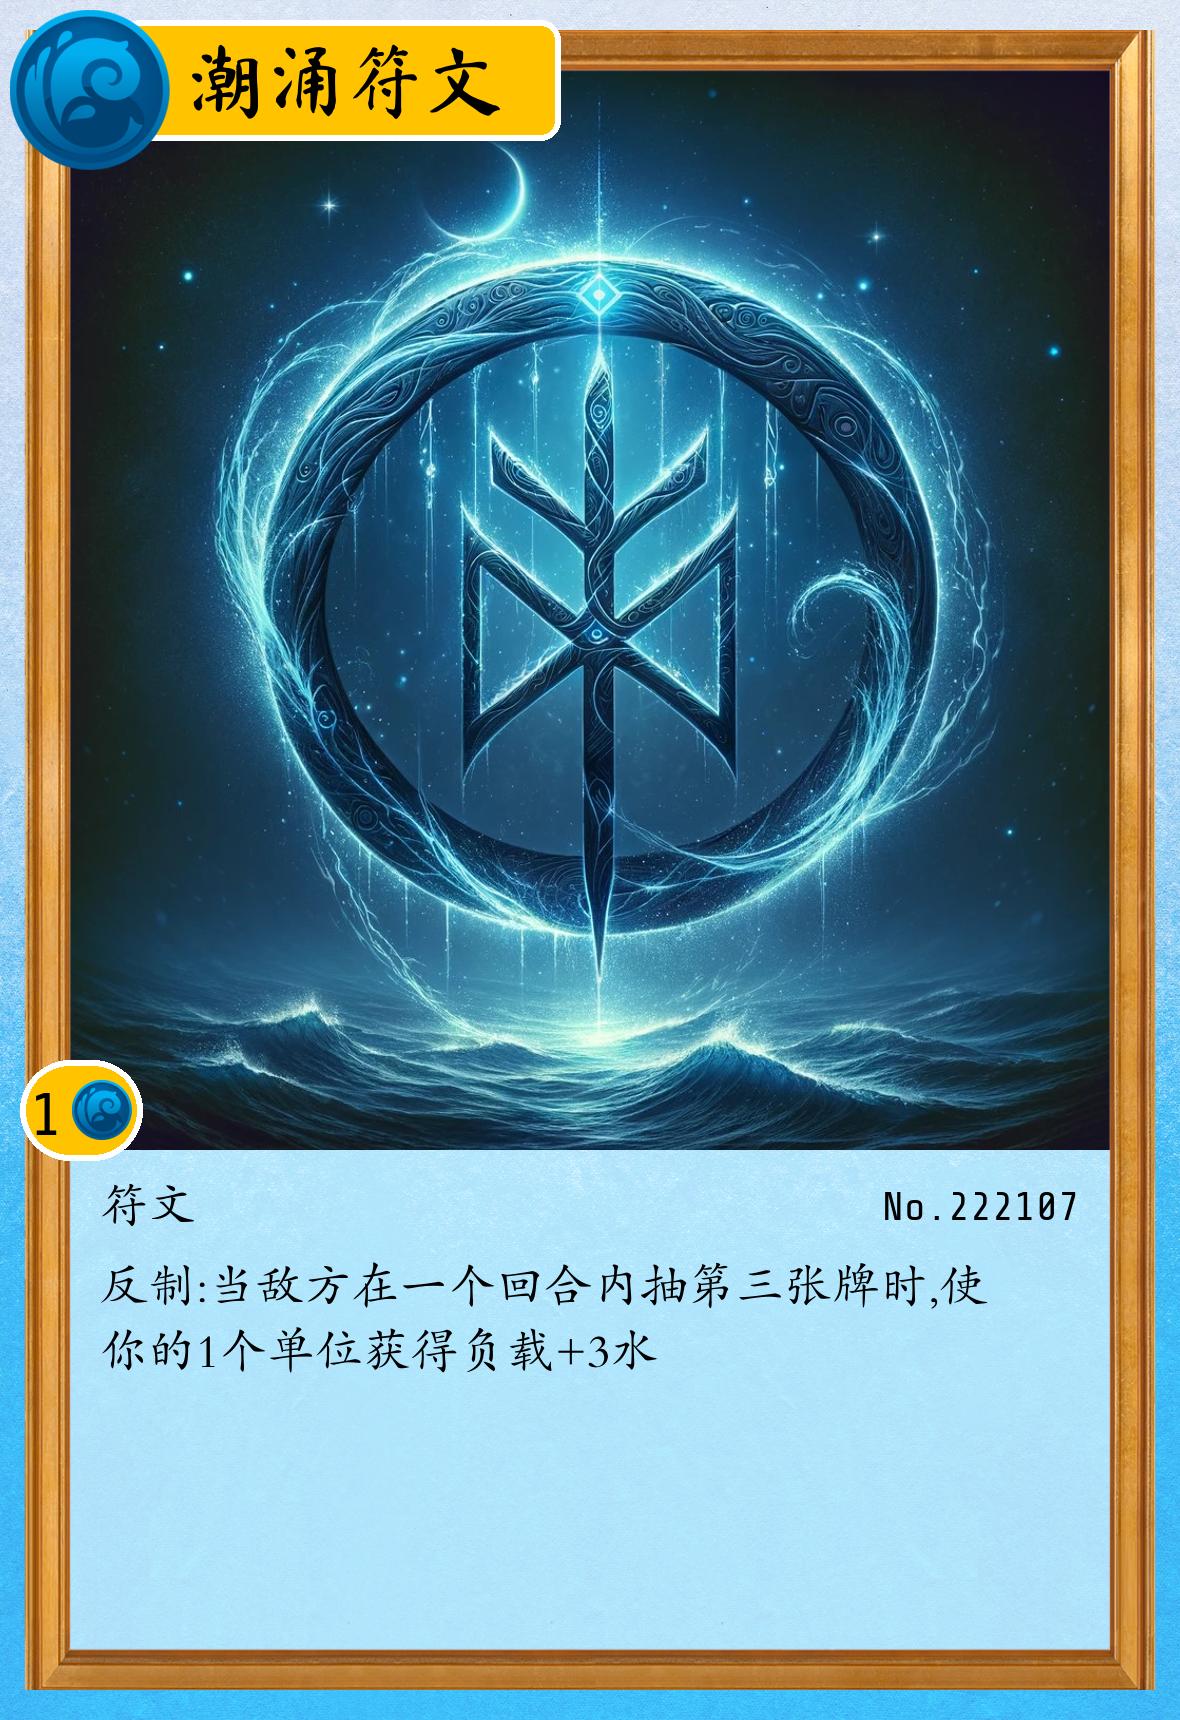 潮涌符文
1
符文
No.222107
反制:当敌方在一个回合内抽第三张牌时,使
你的1个单位获得负载+3水